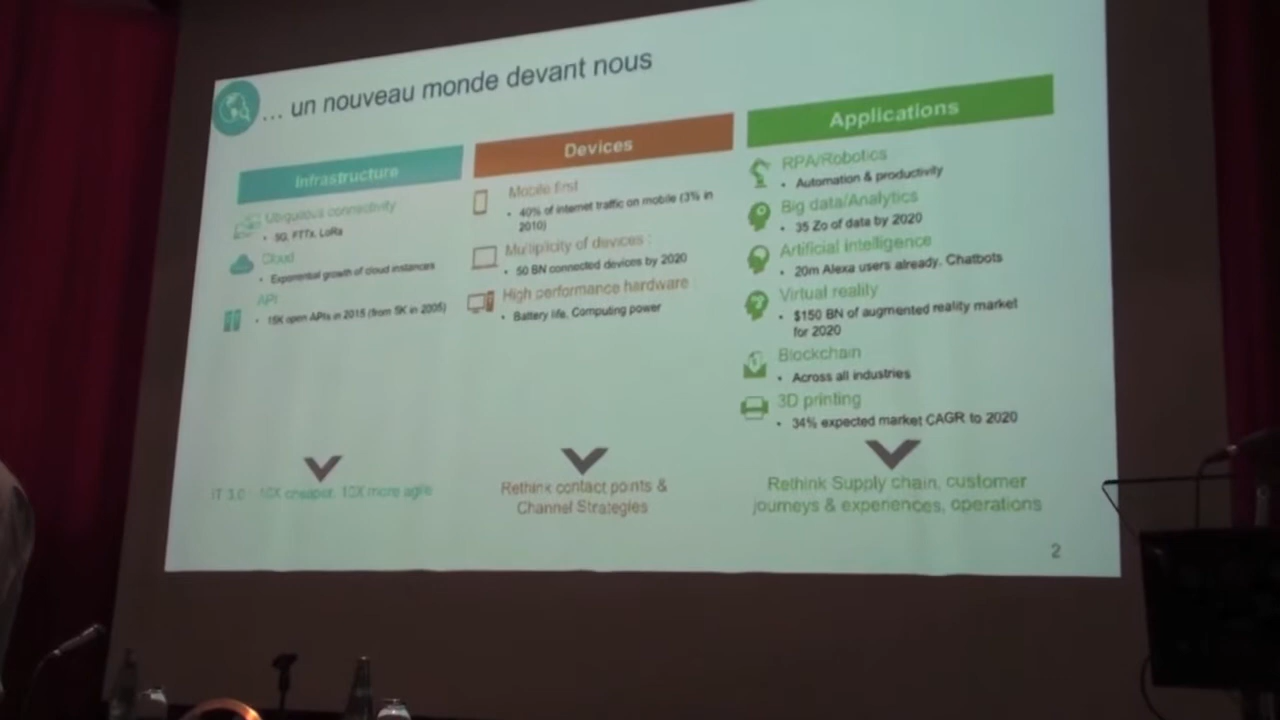 ... un nouveau monde devant nous
Infrastructure
Ubiquitous connectivity
• 5G, FTTx, LoRa
Cloud
• Exponential growth of cloud instances
API
• 15K open APIs in 2015 (from 5K in 2005)
IT 3.0 10X cheaper, 10X more agile
Devices
Mobile first
• 40% of internet traffic on mobile (3% in
2010)
Multiplicity of devices :
• 50 BN connected devices by 2020
High performance hardware :
• Battery life, Computing power
Rethink contact points &
Channel Strategies
Applications
RPA/Robotics
• Automation & productivity
Big data/Analytics
• 35 Zo of data by 2020
Artificial intelligence
• 20m Alexa users already, Chatbots
Virtual reality
• $150 BN of augmented reality market
for 2020
Blockchain
• Across all industries
3D printing
• 34% expected market CAGR to 2020
Rethink Supply chain, customer
journeys & experiences, operations
2